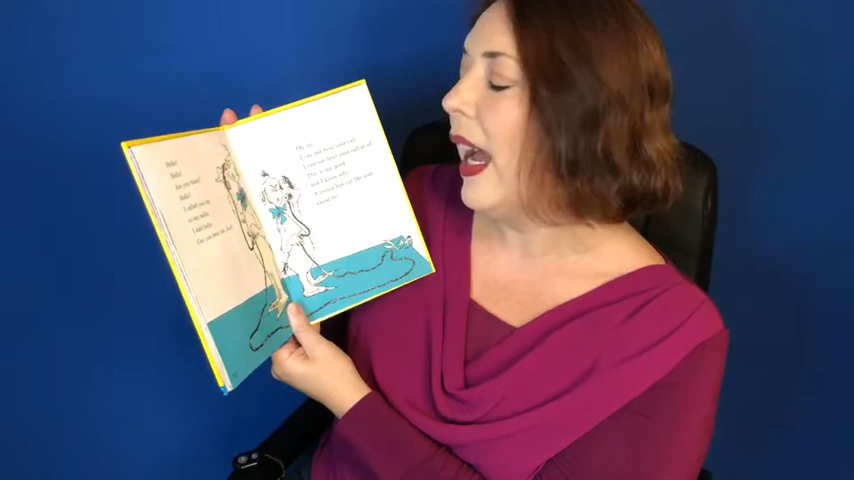 Hello!
Hello!
Are you there?
Hello!
I called you up
to say hello.
I said hello.
Can you hear me, Joe?
Oh, no.
I can not hear your call.
I can not hear your call at all.
This is not good
and I know why.
A mouse has cut the wire.
Good-by!